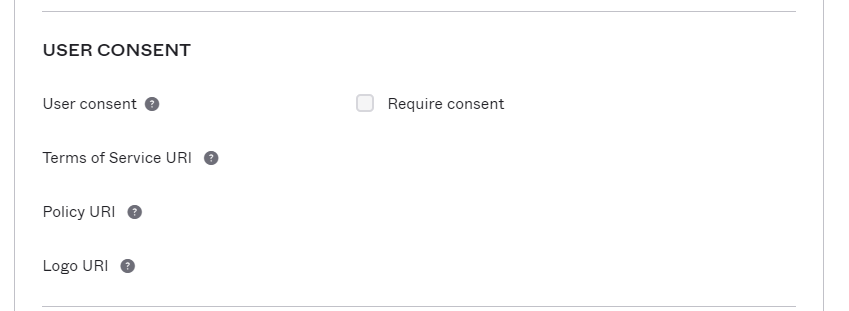 USER CONSENT
User consent ?
Require consent
Terms of Service URI ?
Policy URI ?
Logo URI ?